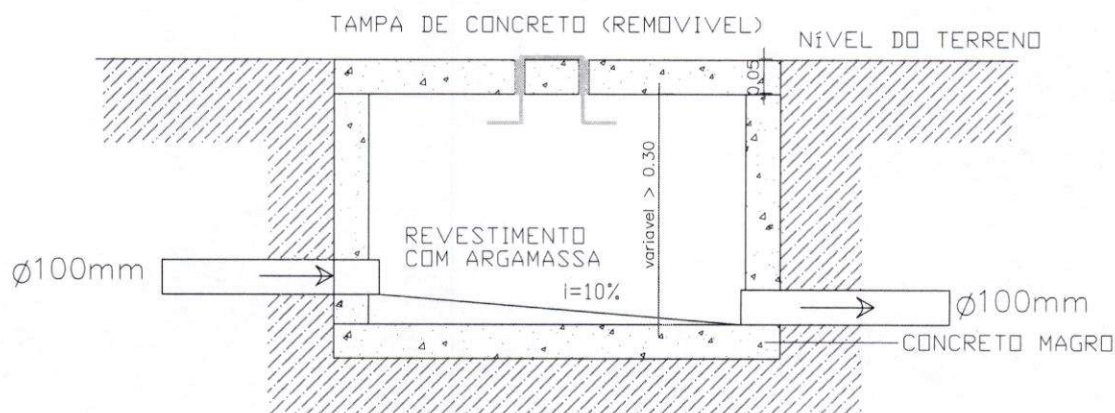 TAMPA DE CONCRETO (REMOVIVEL)
NíVEL DO TERRENO
0,05
variavel > 0.30
REVESTIMENTO
COM ARGAMASSA
i=10%
ø100mm
ø100mm
CONCRETO MAGRO